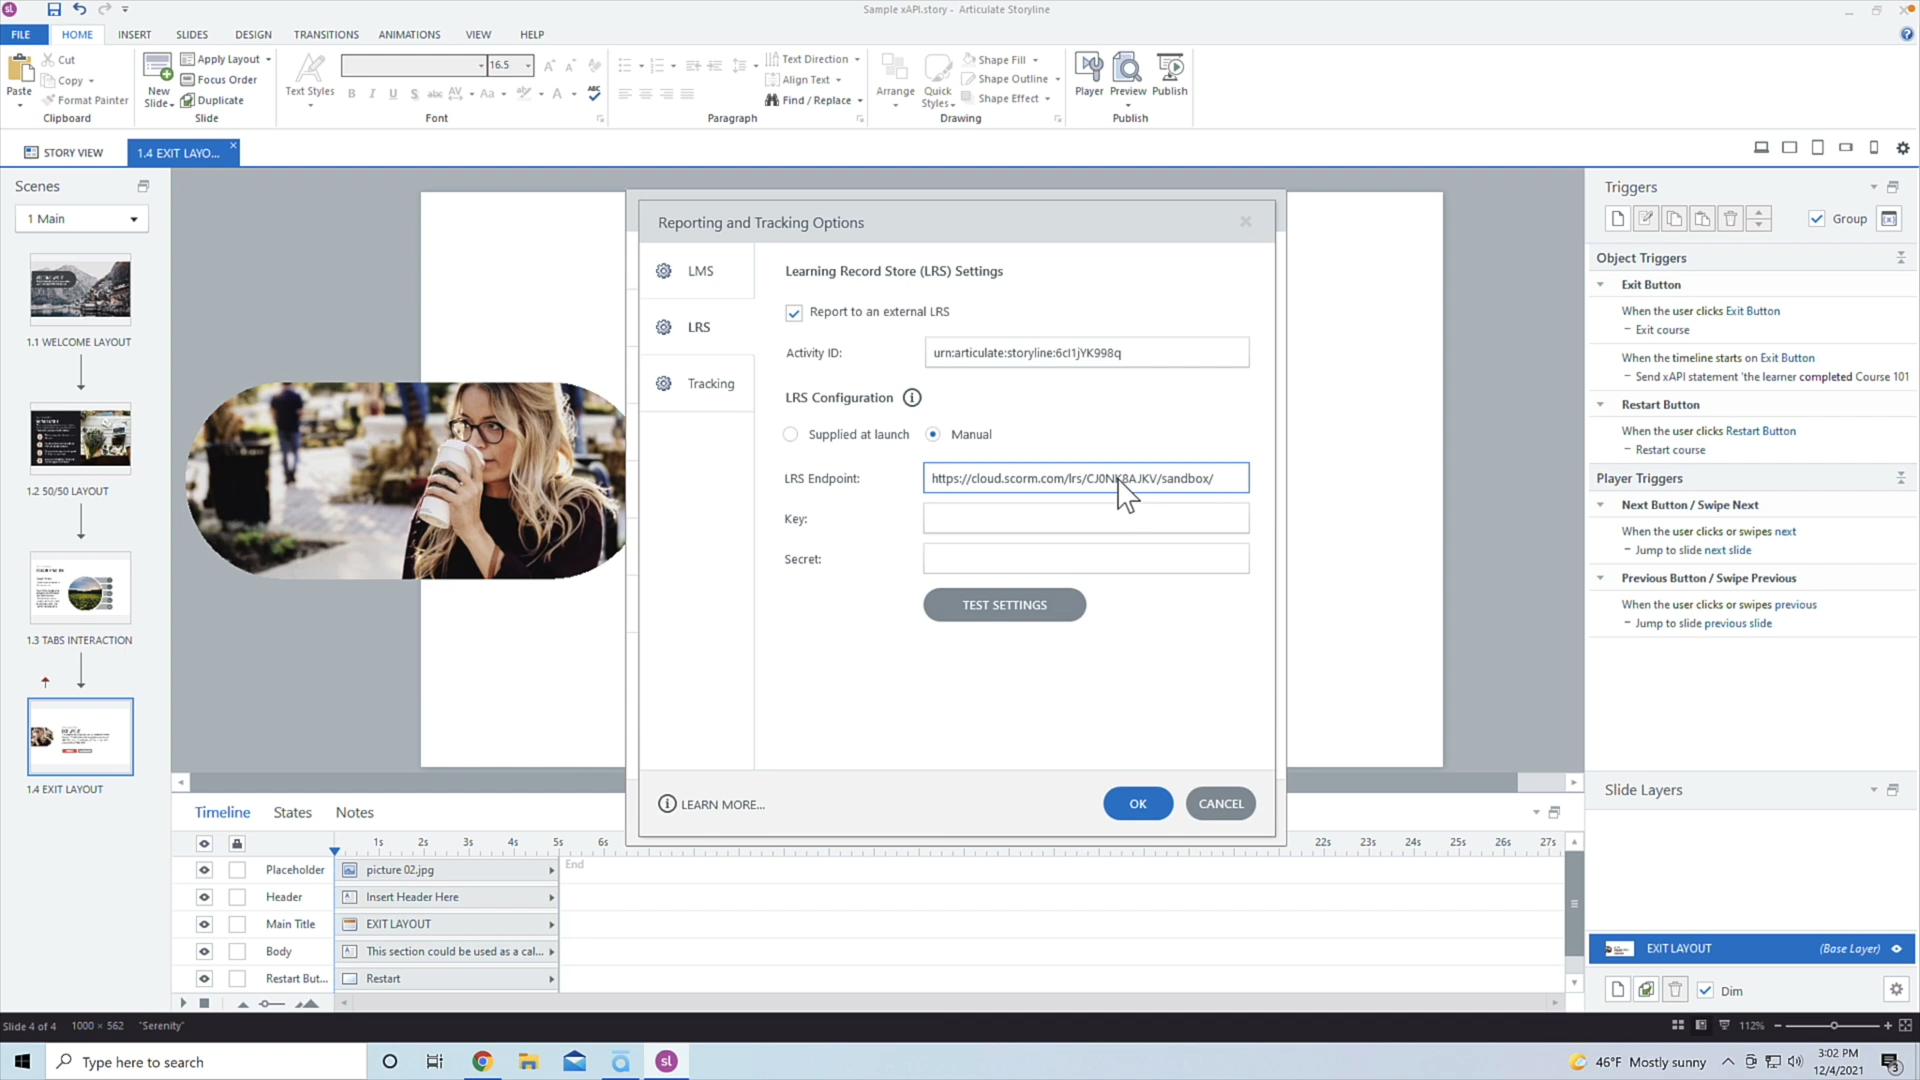 sl
Sample xAPI.story - Articulate Storyline
FILE HOME INSERT SLIDES DESIGN TRANSITIONS ANIMATIONS VIEW HELP
Paste
Cut
Copy
Format Painter
Clipboard
New Slide
Apply Layout
Focus Order
Duplicate
Slide
Text Styles
16.5
B I U S abc AV Aa A
ABC
Font
Text Direction
Align Text
Find / Replace
Paragraph
Arrange
Quick Styles
Shape Fill
Shape Outline
Shape Effect
Drawing
Player Preview Publish
Publish
STORY VIEW
1.4 EXIT LAYO...
Scenes
1 Main
1.1 WELCOME LAYOUT
1.2 50/50 LAYOUT
1.3 TABS INTERACTION
1.4 EXIT LAYOUT
Reporting and Tracking Options
LMS
LRS
Tracking
Learning Record Store (LRS) Settings
Report to an external LRS
Activity ID: urn:articulate:storyline:6cI1jYK998q
LRS Configuration
Supplied at launch Manual
LRS Endpoint: https://cloud.scorm.com/lrs/CJ0NK8AJKV/sandbox/
Key:
Secret:
TEST SETTINGS
LEARN MORE...
OK CANCEL
Triggers
Group
Object Triggers
Exit Button
When the user clicks Exit Button
- Exit course
When the timeline starts on Exit Button
- Send xAPI statement 'the learner completed Course 101
Restart Button
When the user clicks Restart Button
- Restart course
Player Triggers
Next Button / Swipe Next
When the user clicks or swipes next
- Jump to slide next slide
Previous Button / Swipe Previous
When the user clicks or swipes previous
- Jump to slide previous slide
Slide Layers
EXIT LAYOUT (Base Layer)
Dim
Timeline States Notes
1s 2s 3s 4s 5s 6s 22s 23s 24s 25s 26s 27s
Placeholder picture 02.jpg End
Header Insert Header Here
Main Title EXIT LAYOUT
Body This section could be used as a cal...
Restart But... Restart
Slide 4 of 4 1000 × 562 "Serenity" 112%
Type here to search
sl
46°F Mostly sunny
3:02 PM
12/4/2021
3